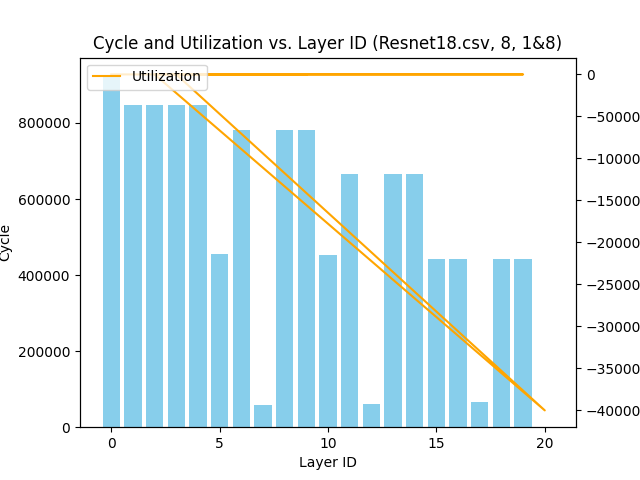 Cycle and Utilization vs. Layer ID (Resnet18.csv, 8, 1&8)
Utilization
Cycle
800000
600000
400000
200000
0
0
-5000
-10000
-15000
-20000
-25000
-30000
-35000
-40000
0 5 10 15 20
Layer ID